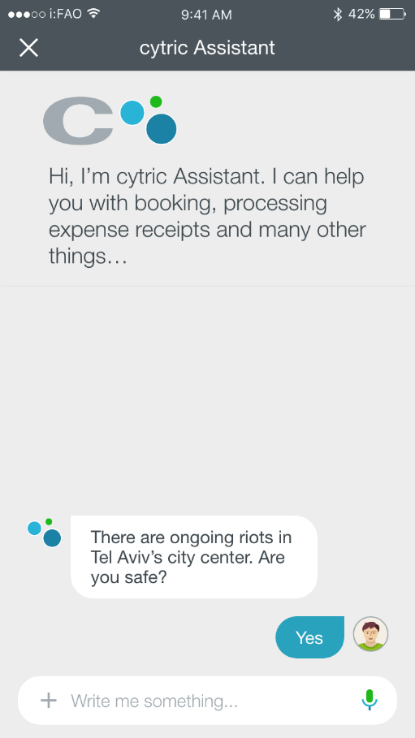 i:FAO 9:41 AM 42%
cytric Assistant
Hi, I'm cytric Assistant. I can help
you with booking, processing
expense receipts and many other
things...
There are ongoing riots in
Tel Aviv's city center. Are
you safe?
Yes
Write me something...